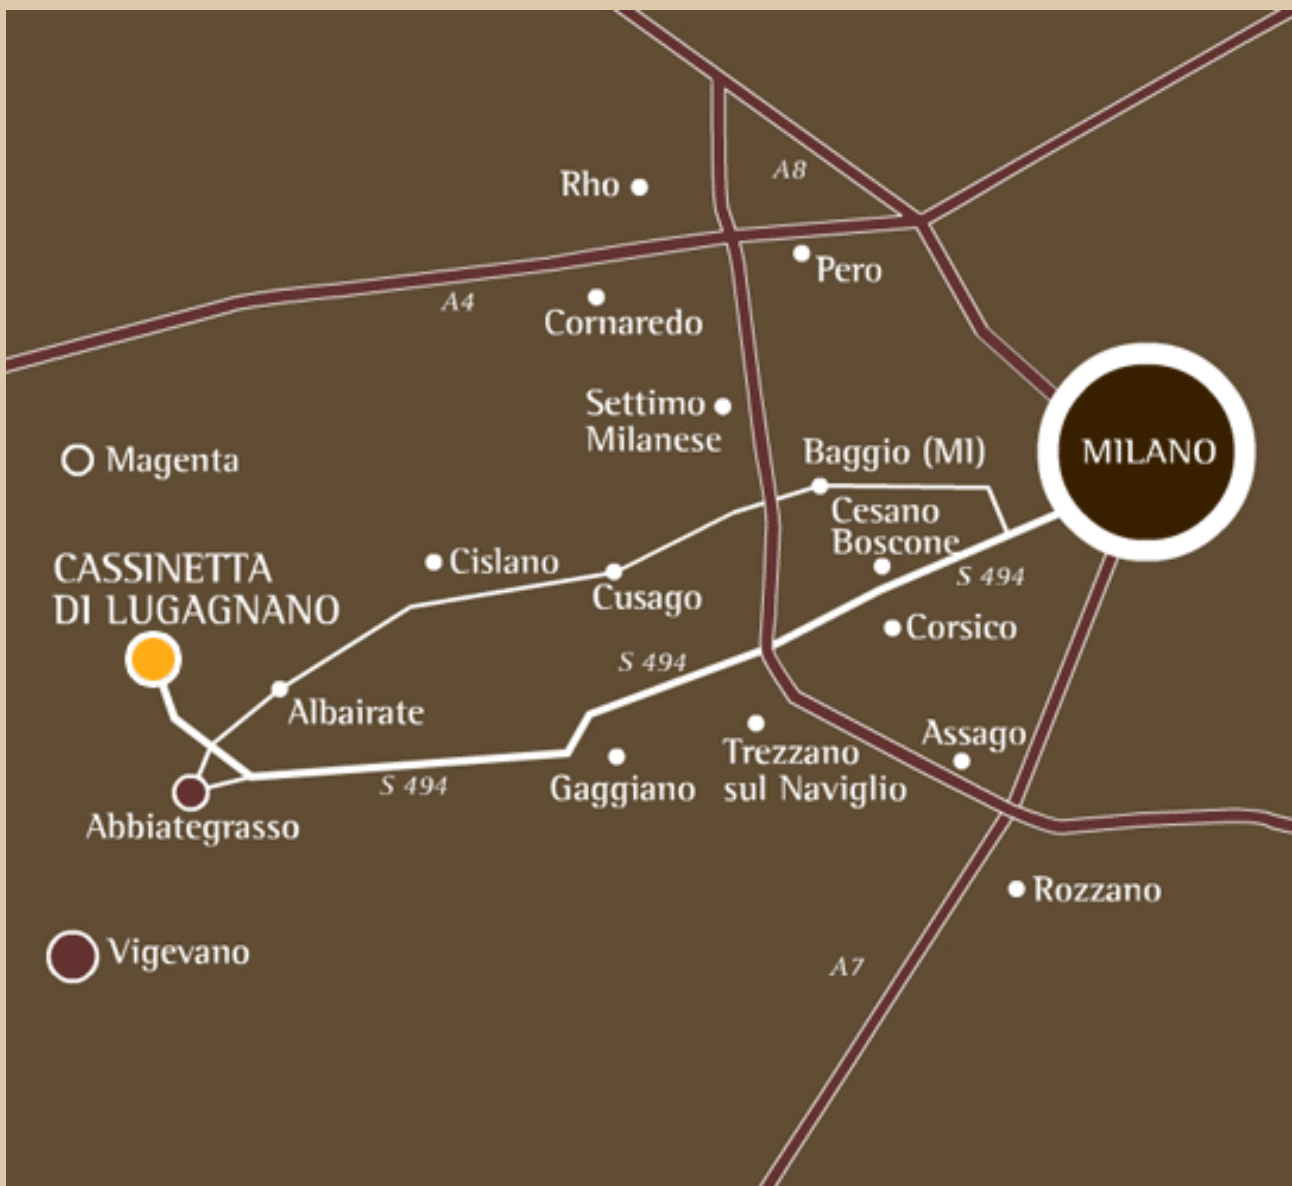 A8
Rho
Pero
A4
Cornaredo
Settimo
Milanese
Baggio (MI)
MILANO
Magenta
Cesano
Boscone
CASSINETTA
DI LUGAGNANO
Cislano
S 494
Cusago
Corsico
S 494
Albairate
Assago
Trezzano
sul Naviglio
S 494
Gaggiano
Abbiategrasso
Rozzano
Vigevano
A7